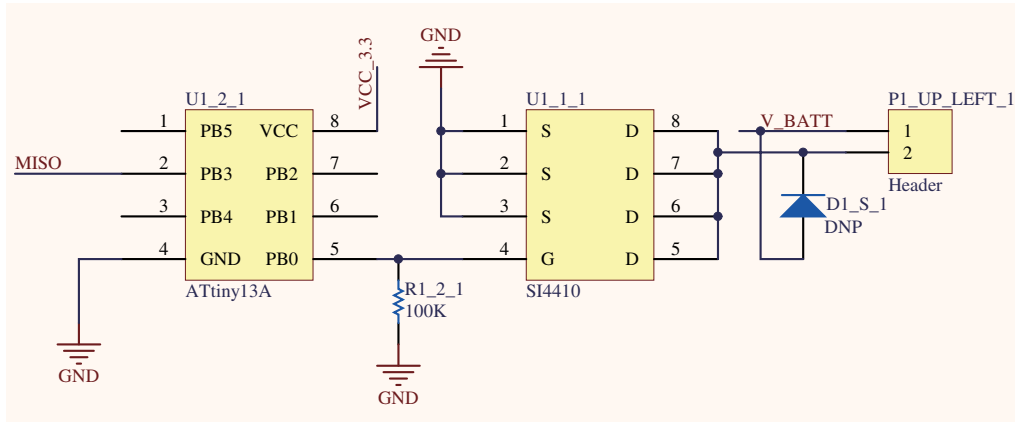 GND
VCC_3.3
U1_2_1
U1_1_1
P1_UP_LEFT_1
1 PB5 VCC 8
1 S D 8
V_BATT
1
MISO
2 PB3 PB2 7
2 S D 7
2
Header
3 PB4 PB1 6
3 S D 6
D1_S_1
DNP
4 GND PB0 5
4 G D 5
ATtiny13A
SI4410
R1_2_1
100K
GND
GND